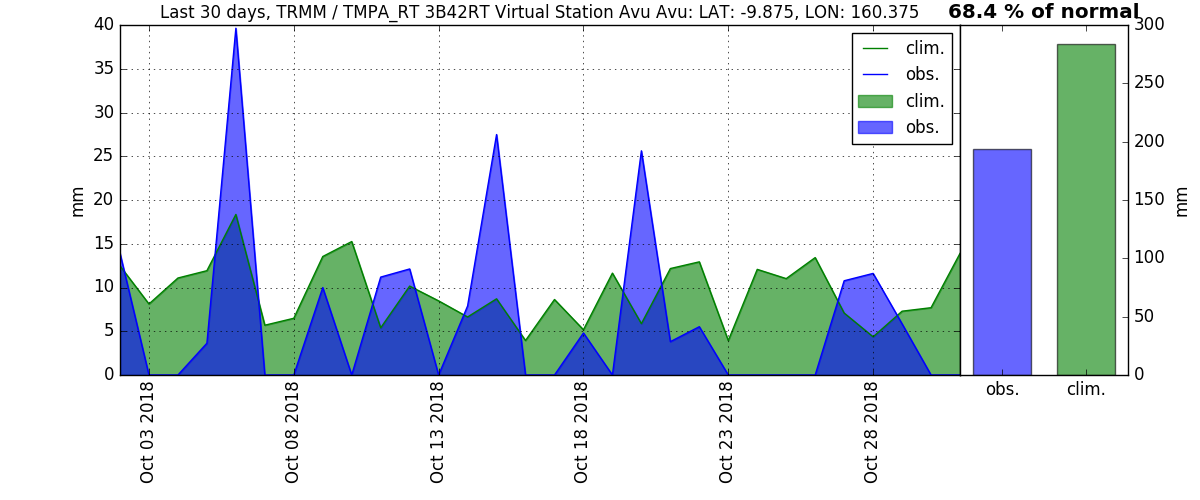 Last 30 days, TRMM / TMPA_RT 3B42RT Virtual Station Avu Avu: LAT: -9.875, LON: 160.375
68.4 % of normal
40
35
30
25
20
15
10
5
0
mm
clim.
obs.
clim.
obs.
Oct 03 2018
Oct 08 2018
Oct 13 2018
Oct 18 2018
Oct 23 2018
Oct 28 2018
300
250
200
150
100
50
0
mm
obs.
clim.